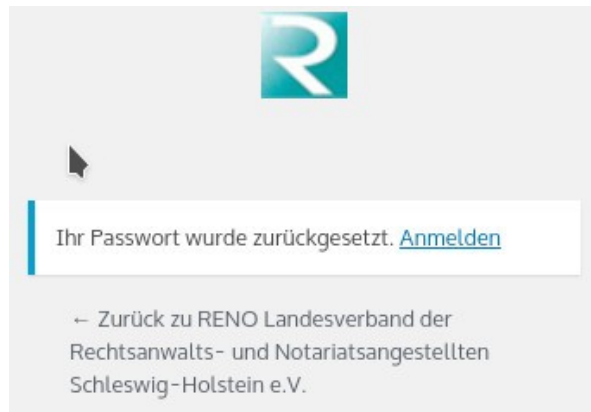 R
Ihr Passwort wurde zurückgesetzt. Anmelden
← Zurück zu RENO Landesverband der
Rechtsanwalts- und Notariatsangestellten
Schleswig-Holstein e.V.